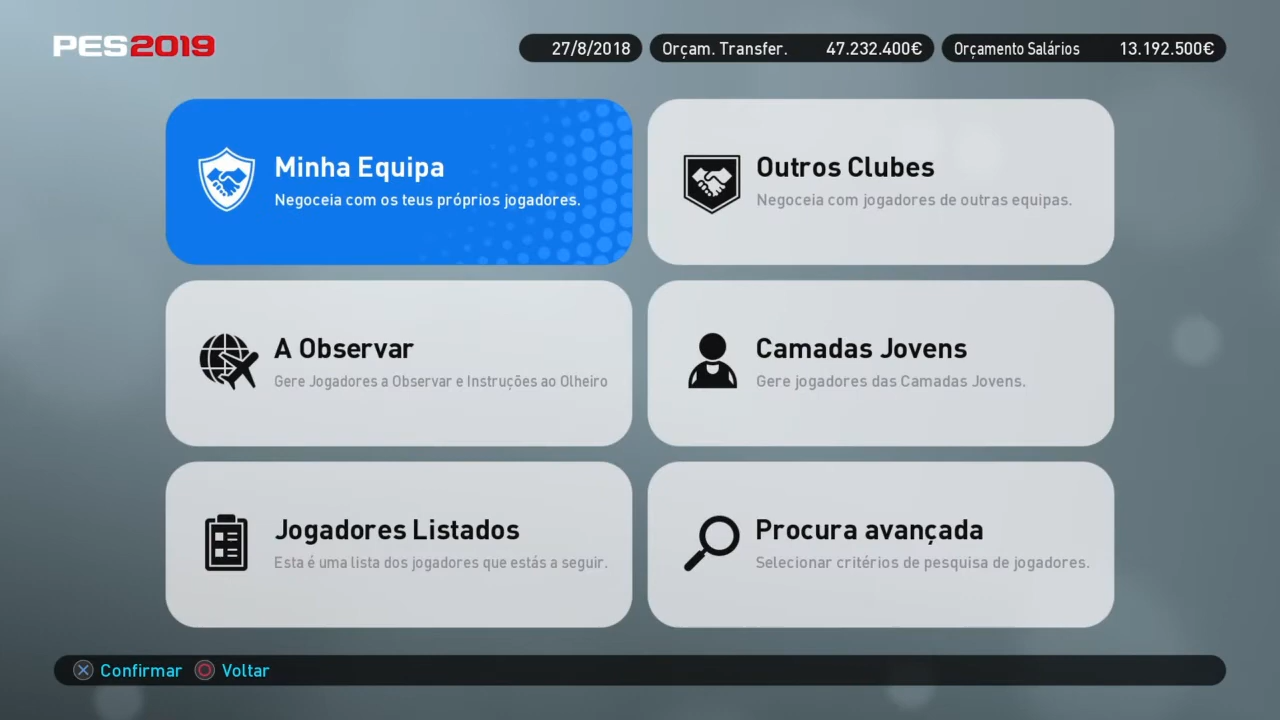 PES2019
27/8/2018
Orçam. Transfer. 47.232.400€
Orçamento Salários 13.192.500€
Minha Equipa
Negoceia com os teus próprios jogadores.
Outros Clubes
Negoceia com jogadores de outras equipas.
A Observar
Gere Jogadores a Observar e Instruções ao Olheiro
Camadas Jovens
Gere jogadores das Camadas Jovens.
Jogadores Listados
Esta é uma lista dos jogadores que estás a seguir.
Procura avançada
Selecionar critérios de pesquisa de jogadores.
Confirmar Voltar